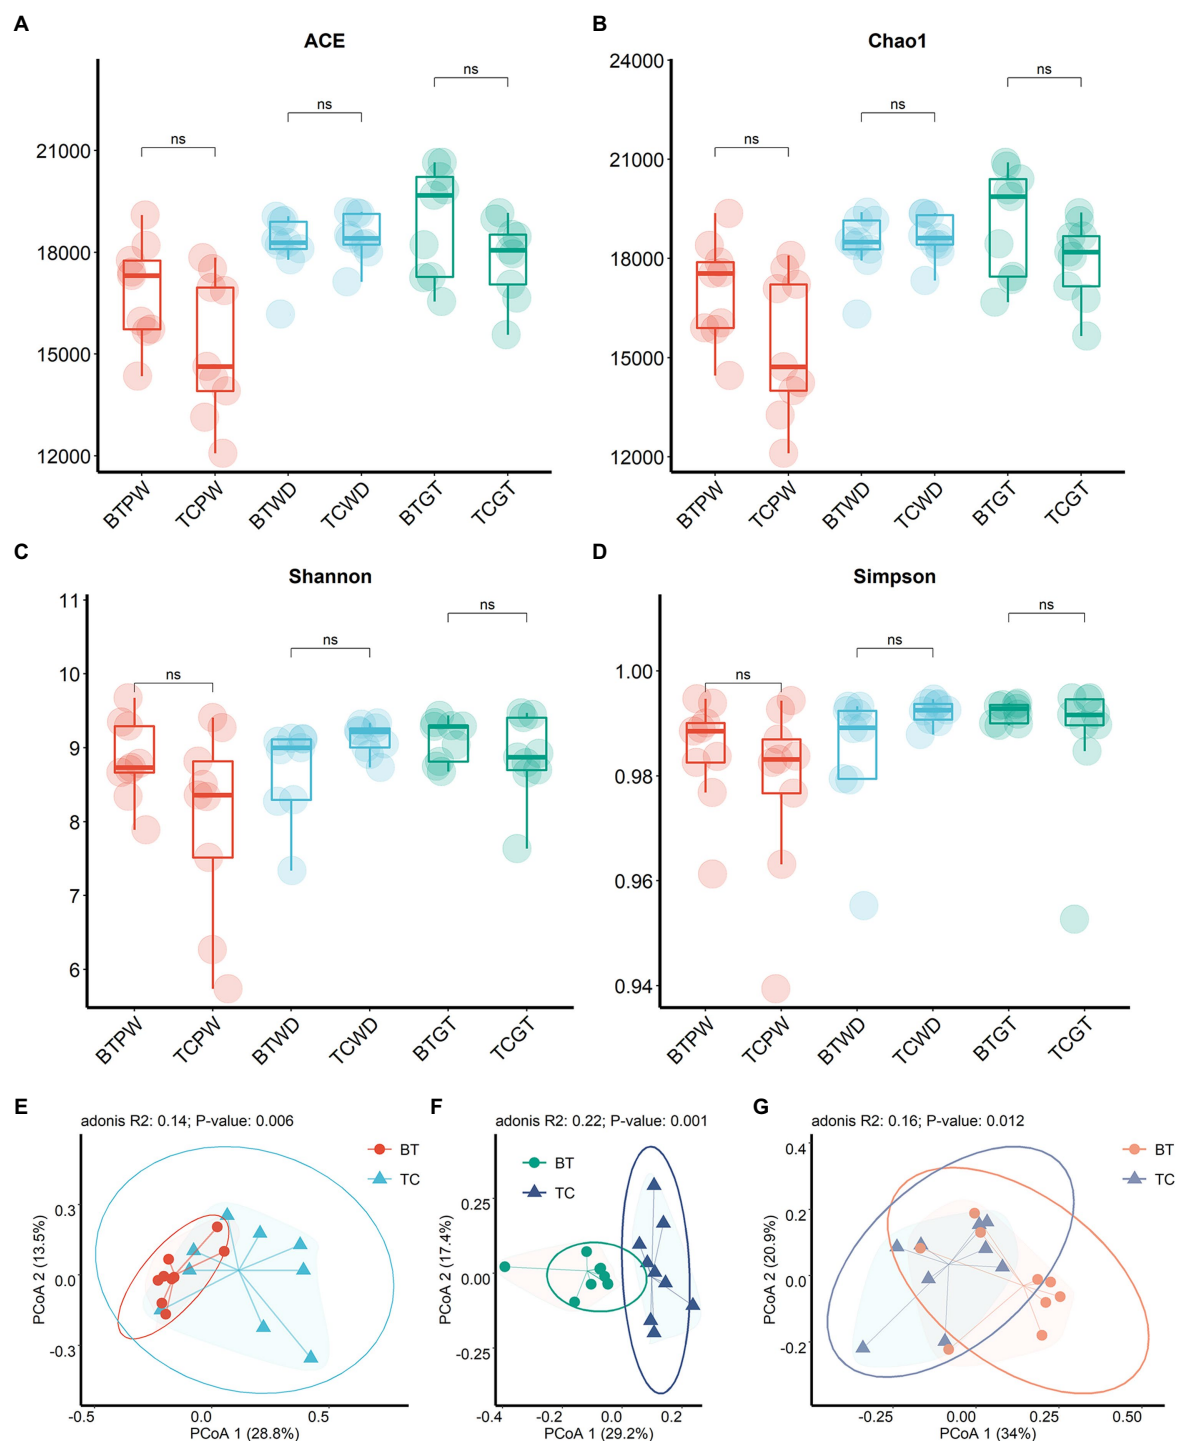 A
ACE
ns
ns
ns
21000
18000
15000
12000
BTPW
TCPW
BTWD
TCWD
BTGT
TCGT
B
Chao1
24000
ns
ns
ns
21000
18000
15000
12000
BTPW
TCPW
BTWD
TCWD
BTGT
TCGT
C
Shannon
11
ns
ns
ns
10
9
8
7
6
BTPW
TCPW
BTWD
TCWD
BTGT
TCGT
D
Simpson
ns
ns
ns
1.00
0.98
0.96
0.94
BTPW
TCPW
BTWD
TCWD
BTGT
TCGT
E
adonis R2: 0.14; P-value: 0.006
BT
TC
PCoA 2 (13.5%)
0.3
0.0
-0.3
-0.5
0.0
0.5
PCoA 1 (28.8%)
F
adonis R2: 0.22; P-value: 0.001
BT
TC
PCoA 2 (17.4%)
0.25
0.00
-0.25
-0.4
-0.2
0.0
0.2
PCoA 1 (29.2%)
G
adonis R2: 0.16; P-value: 0.012
BT
TC
PCoA 2 (20.9%)
0.4
0.2
0.0
-0.2
-0.25
0.00
0.25
0.50
PCoA 1 (34%)